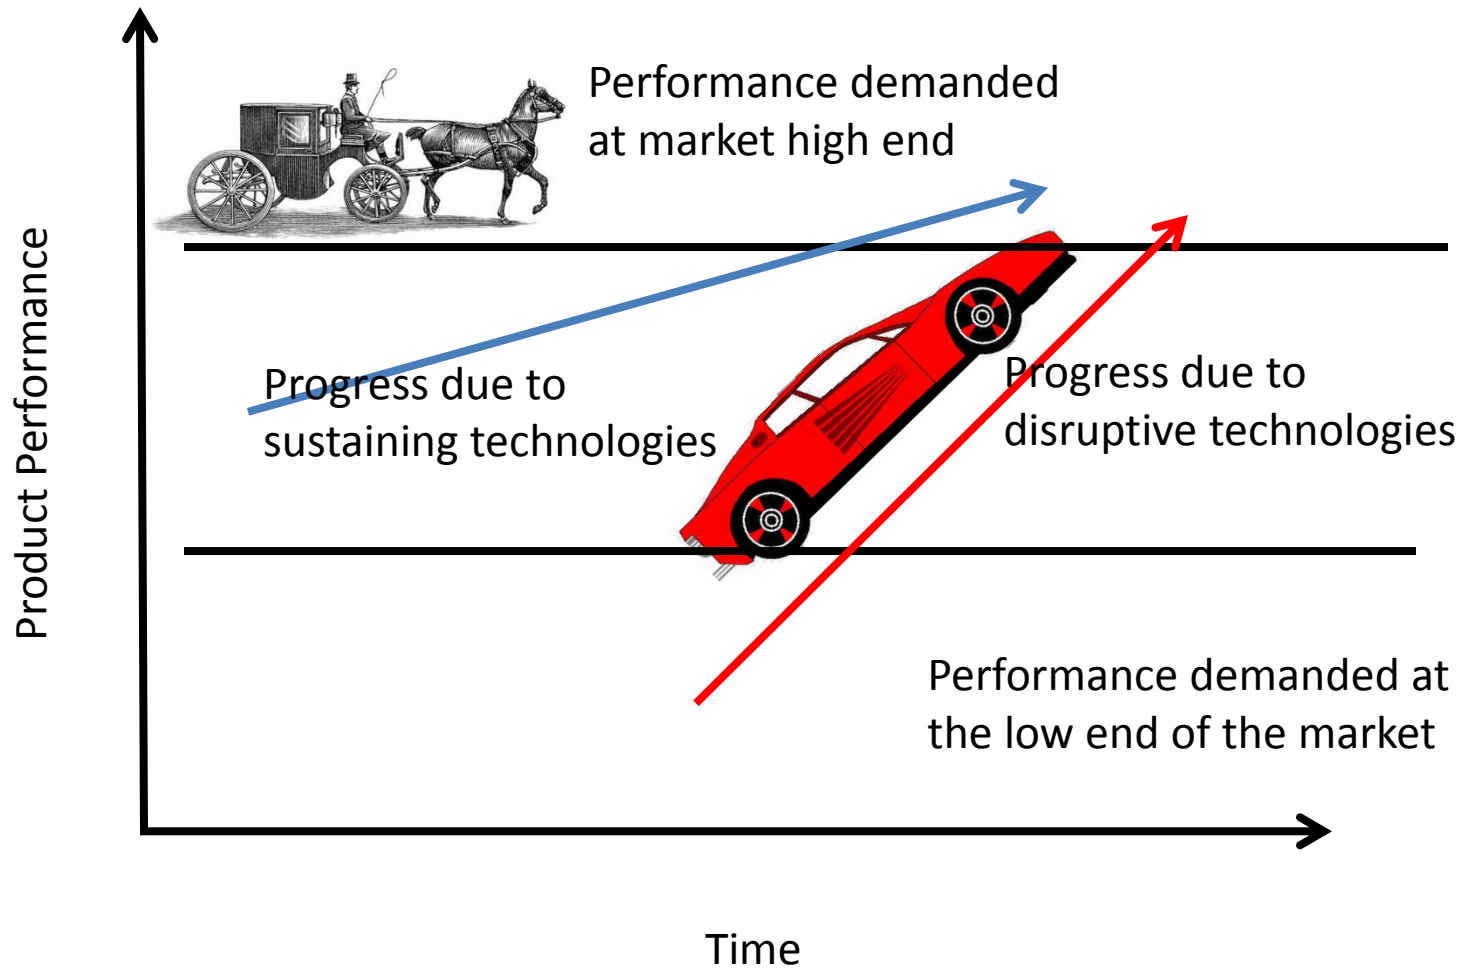 Performance demanded
at market high end
Product Performance
Progress due to
sustaining technologies
Progress due to
disruptive technologies
Performance demanded at
the low end of the market
Time